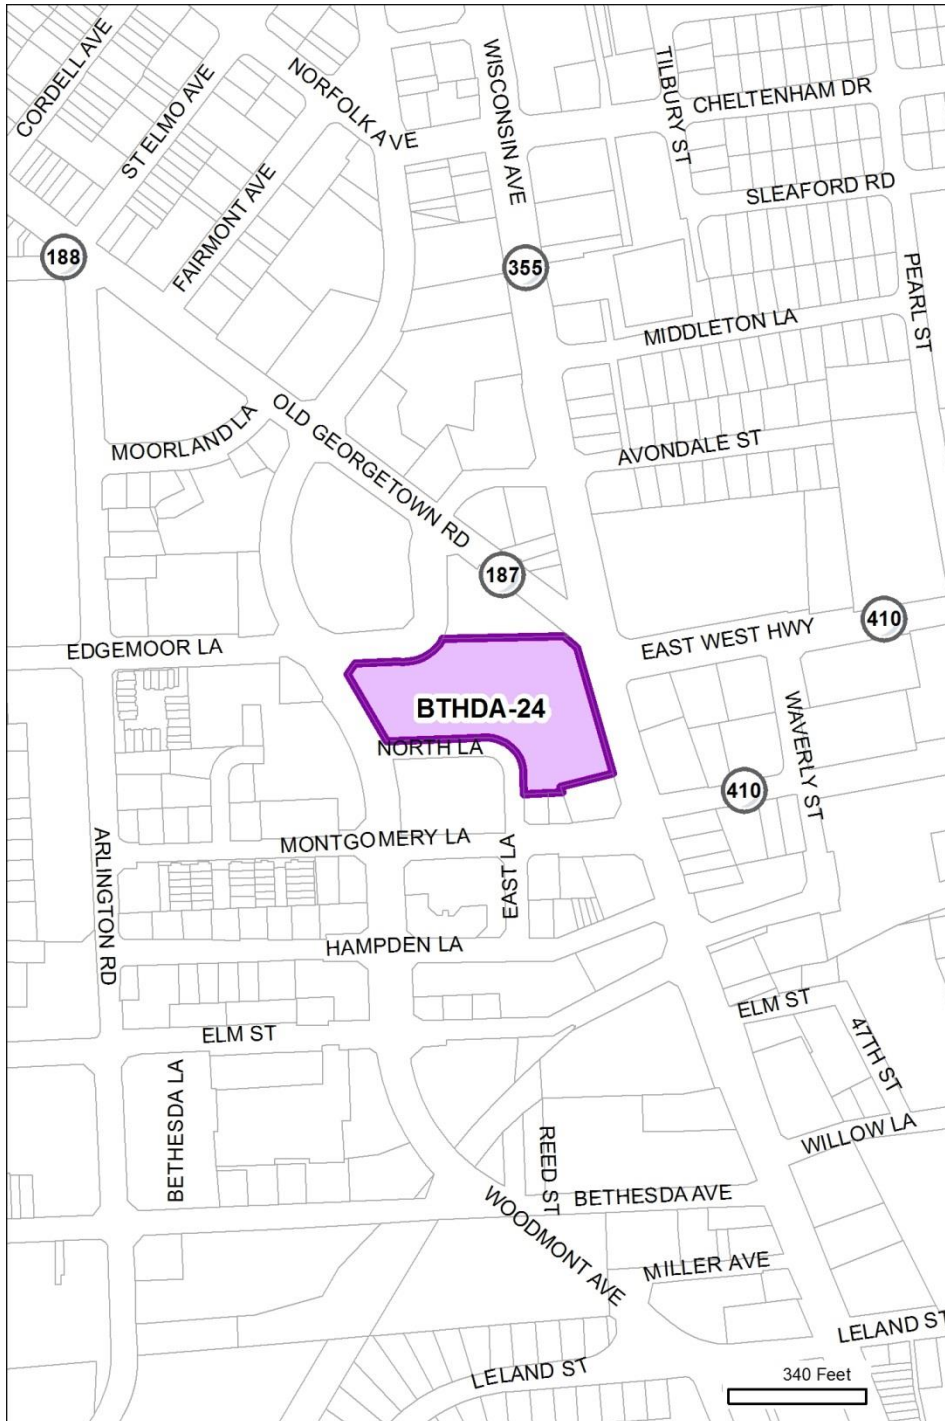 CORDELL AVE
ST ELMO AVE
NORFOLK AVE
WISCONSIN AVE
TILBURY ST
CHELTENHAM DR
SLEAFORD RD
FAIRMONT AVE
188
355
PEARL ST
MIDDLETON LA
MOORLAND LA
OLD GEORGETOWN RD
AVONDALE ST
187
410
EDGEMOOR LA
EAST WEST HWY
BTHDA-24
NORTH LA
WAVERLY ST
410
MONTGOMERY LA
ARLINGTON RD
EAST LA
HAMPDEN LA
ELM ST
ELM ST
47TH ST
BETHESDA LA
REED ST
WILLOW LA
BETHESDA AVE
WOODMONT AVE
MILLER AVE
LELAND ST
LELAND ST
340 Feet